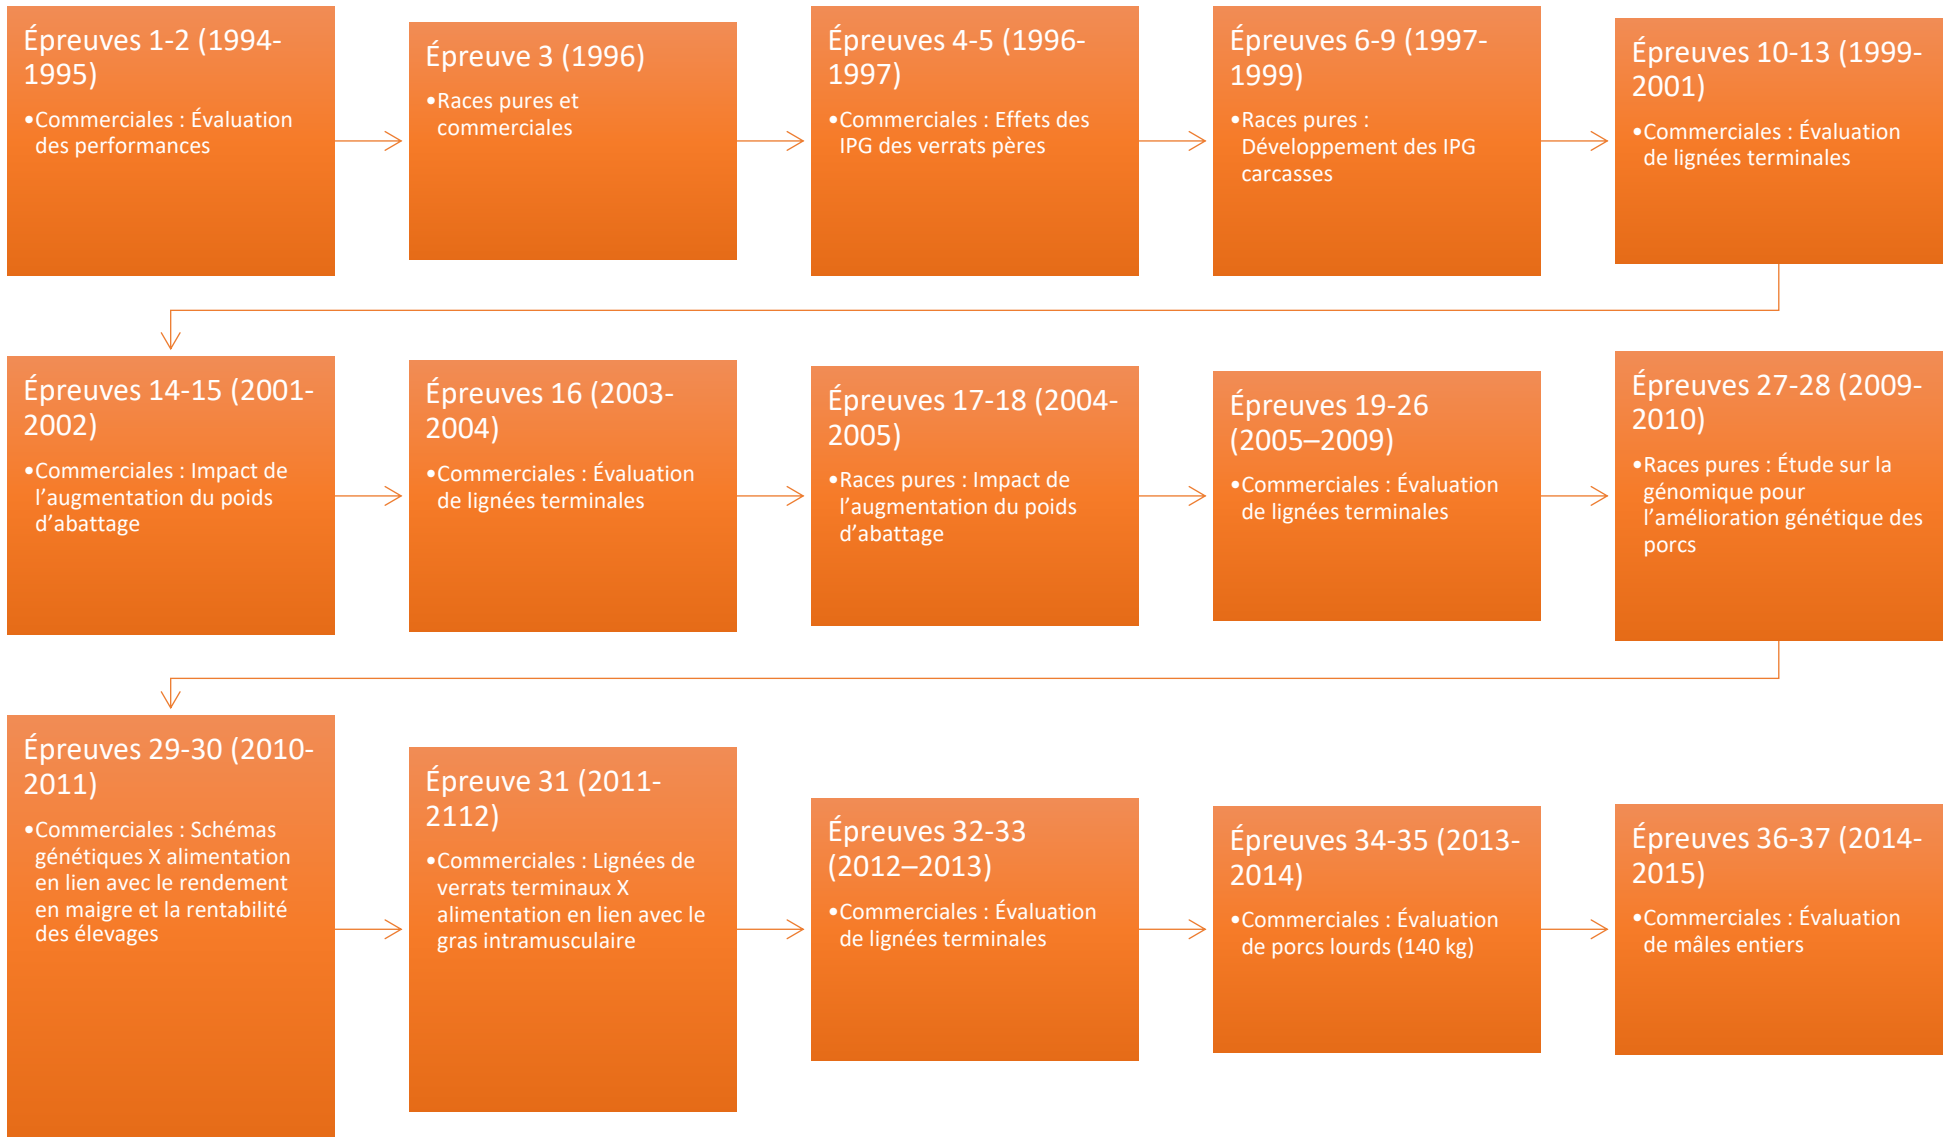 Épreuves 1-2 (1994-
1995)
•Commerciales : Évaluation
des performances
Épreuve 3 (1996)
•Races pures et
commerciales
Épreuves 4-5 (1996-
1997)
•Commerciales : Effets des
IPG des verrats pères
Épreuves 6-9 (1997-
1999)
•Races pures :
Développement des IPG
carcasses
Épreuves 10-13 (1999-
2001)
•Commerciales : Évaluation
de lignées terminales
Épreuves 14-15 (2001-
2002)
•Commerciales : Impact de
l’augmentation du poids
d’abattage
Épreuves 16 (2003-
2004)
•Commerciales : Évaluation
de lignées terminales
Épreuves 17-18 (2004-
2005)
•Races pures : Impact de
l’augmentation du poids
d’abattage
Épreuves 19-26
(2005–2009)
•Commerciales : Évaluation
de lignées terminales
Épreuves 27-28 (2009-
2010)
•Races pures : Étude sur la
génomique pour
l’amélioration génétique des
porcs
Épreuves 29-30 (2010-
2011)
•Commerciales : Schémas
génétiques X alimentation
en lien avec le rendement
en maigre et la rentabilité
des élevages
Épreuve 31 (2011-
2112)
•Commerciales : Lignées de
verrats terminaux X
alimentation en lien avec le
gras intramusculaire
Épreuves 32-33
(2012–2013)
•Commerciales : Évaluation
de lignées terminales
Épreuves 34-35 (2013-
2014)
•Commerciales : Évaluation
de porcs lourds (140 kg)
Épreuves 36-37 (2014-
2015)
•Commerciales : Évaluation
de mâles entiers